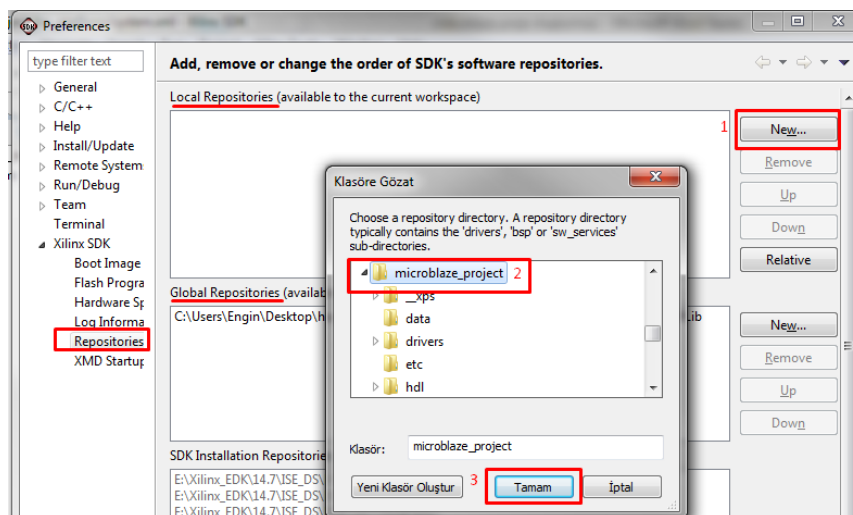 SDK Preferences
type filter text
Add, remove or change the order of SDK's software repositories.
General
C/C++
Help
Install/Update
Remote System
Run/Debug
Team
Terminal
Xilinx SDK
Boot Image
Flash Progra
Hardware Sp
Log Informa
Repositories
XMD Startup
Local Repositories (available to the current workspace)
1
New...
Remove
Up
Down
Relative
Klasöre Gözat
Choose a repository directory. A repository directory
typically contains the 'drivers', 'bsp' or 'sw_services'
sub-directories.
microblaze_project 2
__xps
data
drivers
etc
hdl
Klasör: microblaze_project
Yeni Klasör Oluştur 3 Tamam İptal
Global Repositories (availab
C:\Users\Engin\Desktop\h
Lib
New...
Remove
Up
Down
SDK Installation Repositorie
E:\Xilinx_EDK\14.7\ISE_DS\
E:\Xilinx_EDK\14.7\ISE_DS\
E:\Xilinx_EDK\14.7\ISE_DS\